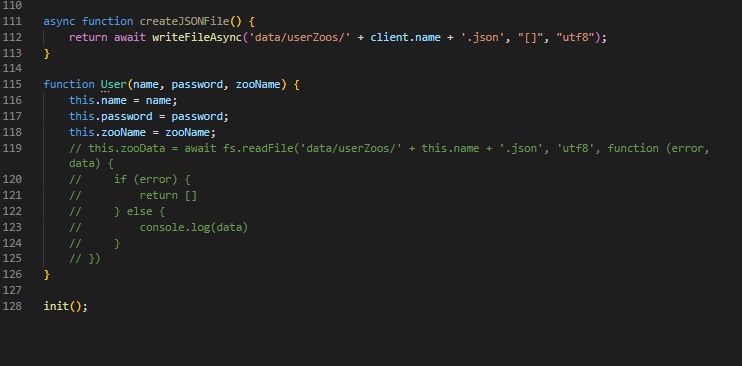 110
111 async function createJSONFile() {
112     return await writeFileAsync('data/userZoos/' + client.name + '.json', "[]", "utf8");
113 }
114
115 function User(name, password, zooName) {
116     this.name = name;
117     this.password = password;
118     this.zooName = zooName;
119     // this.zooData = await fs.readFile('data/userZoos/' + this.name + '.json', 'utf8', function (error,
    data) {
120     //     if (error) {
121     //         return []
122     //     } else {
123     //         console.log(data)
124     //     }
125     // })
126 }
127
128 init();